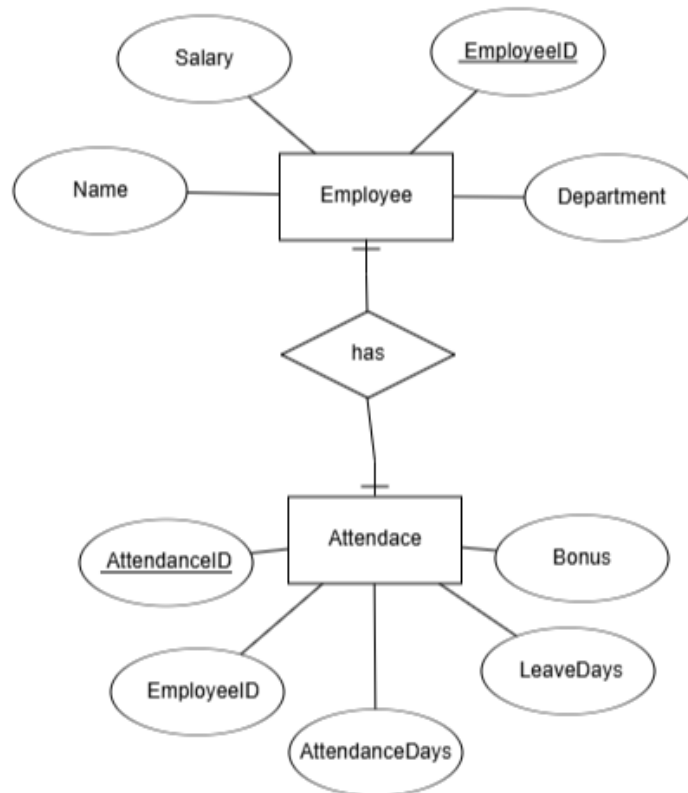 Salary
EmployeeID
Name
Employee
Department
has
Attendace
AttendanceID
Bonus
EmployeeID
LeaveDays
AttendanceDays